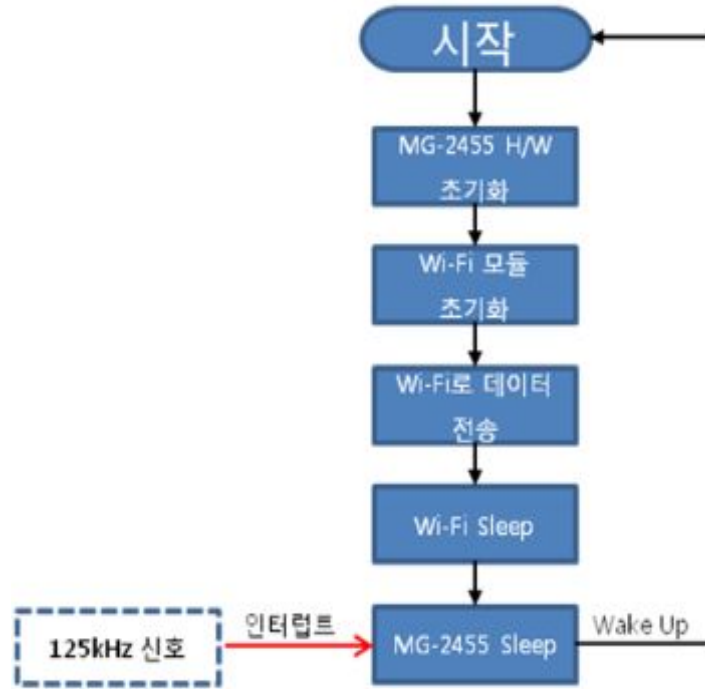 시작
MG-2455 H/W
초기화
Wi-Fi 모듈
초기화
Wi-Fi로 데이터
전송
Wi-Fi Sleep
125kHz 신호
인터럽트
MG-2455 Sleep
Wake Up